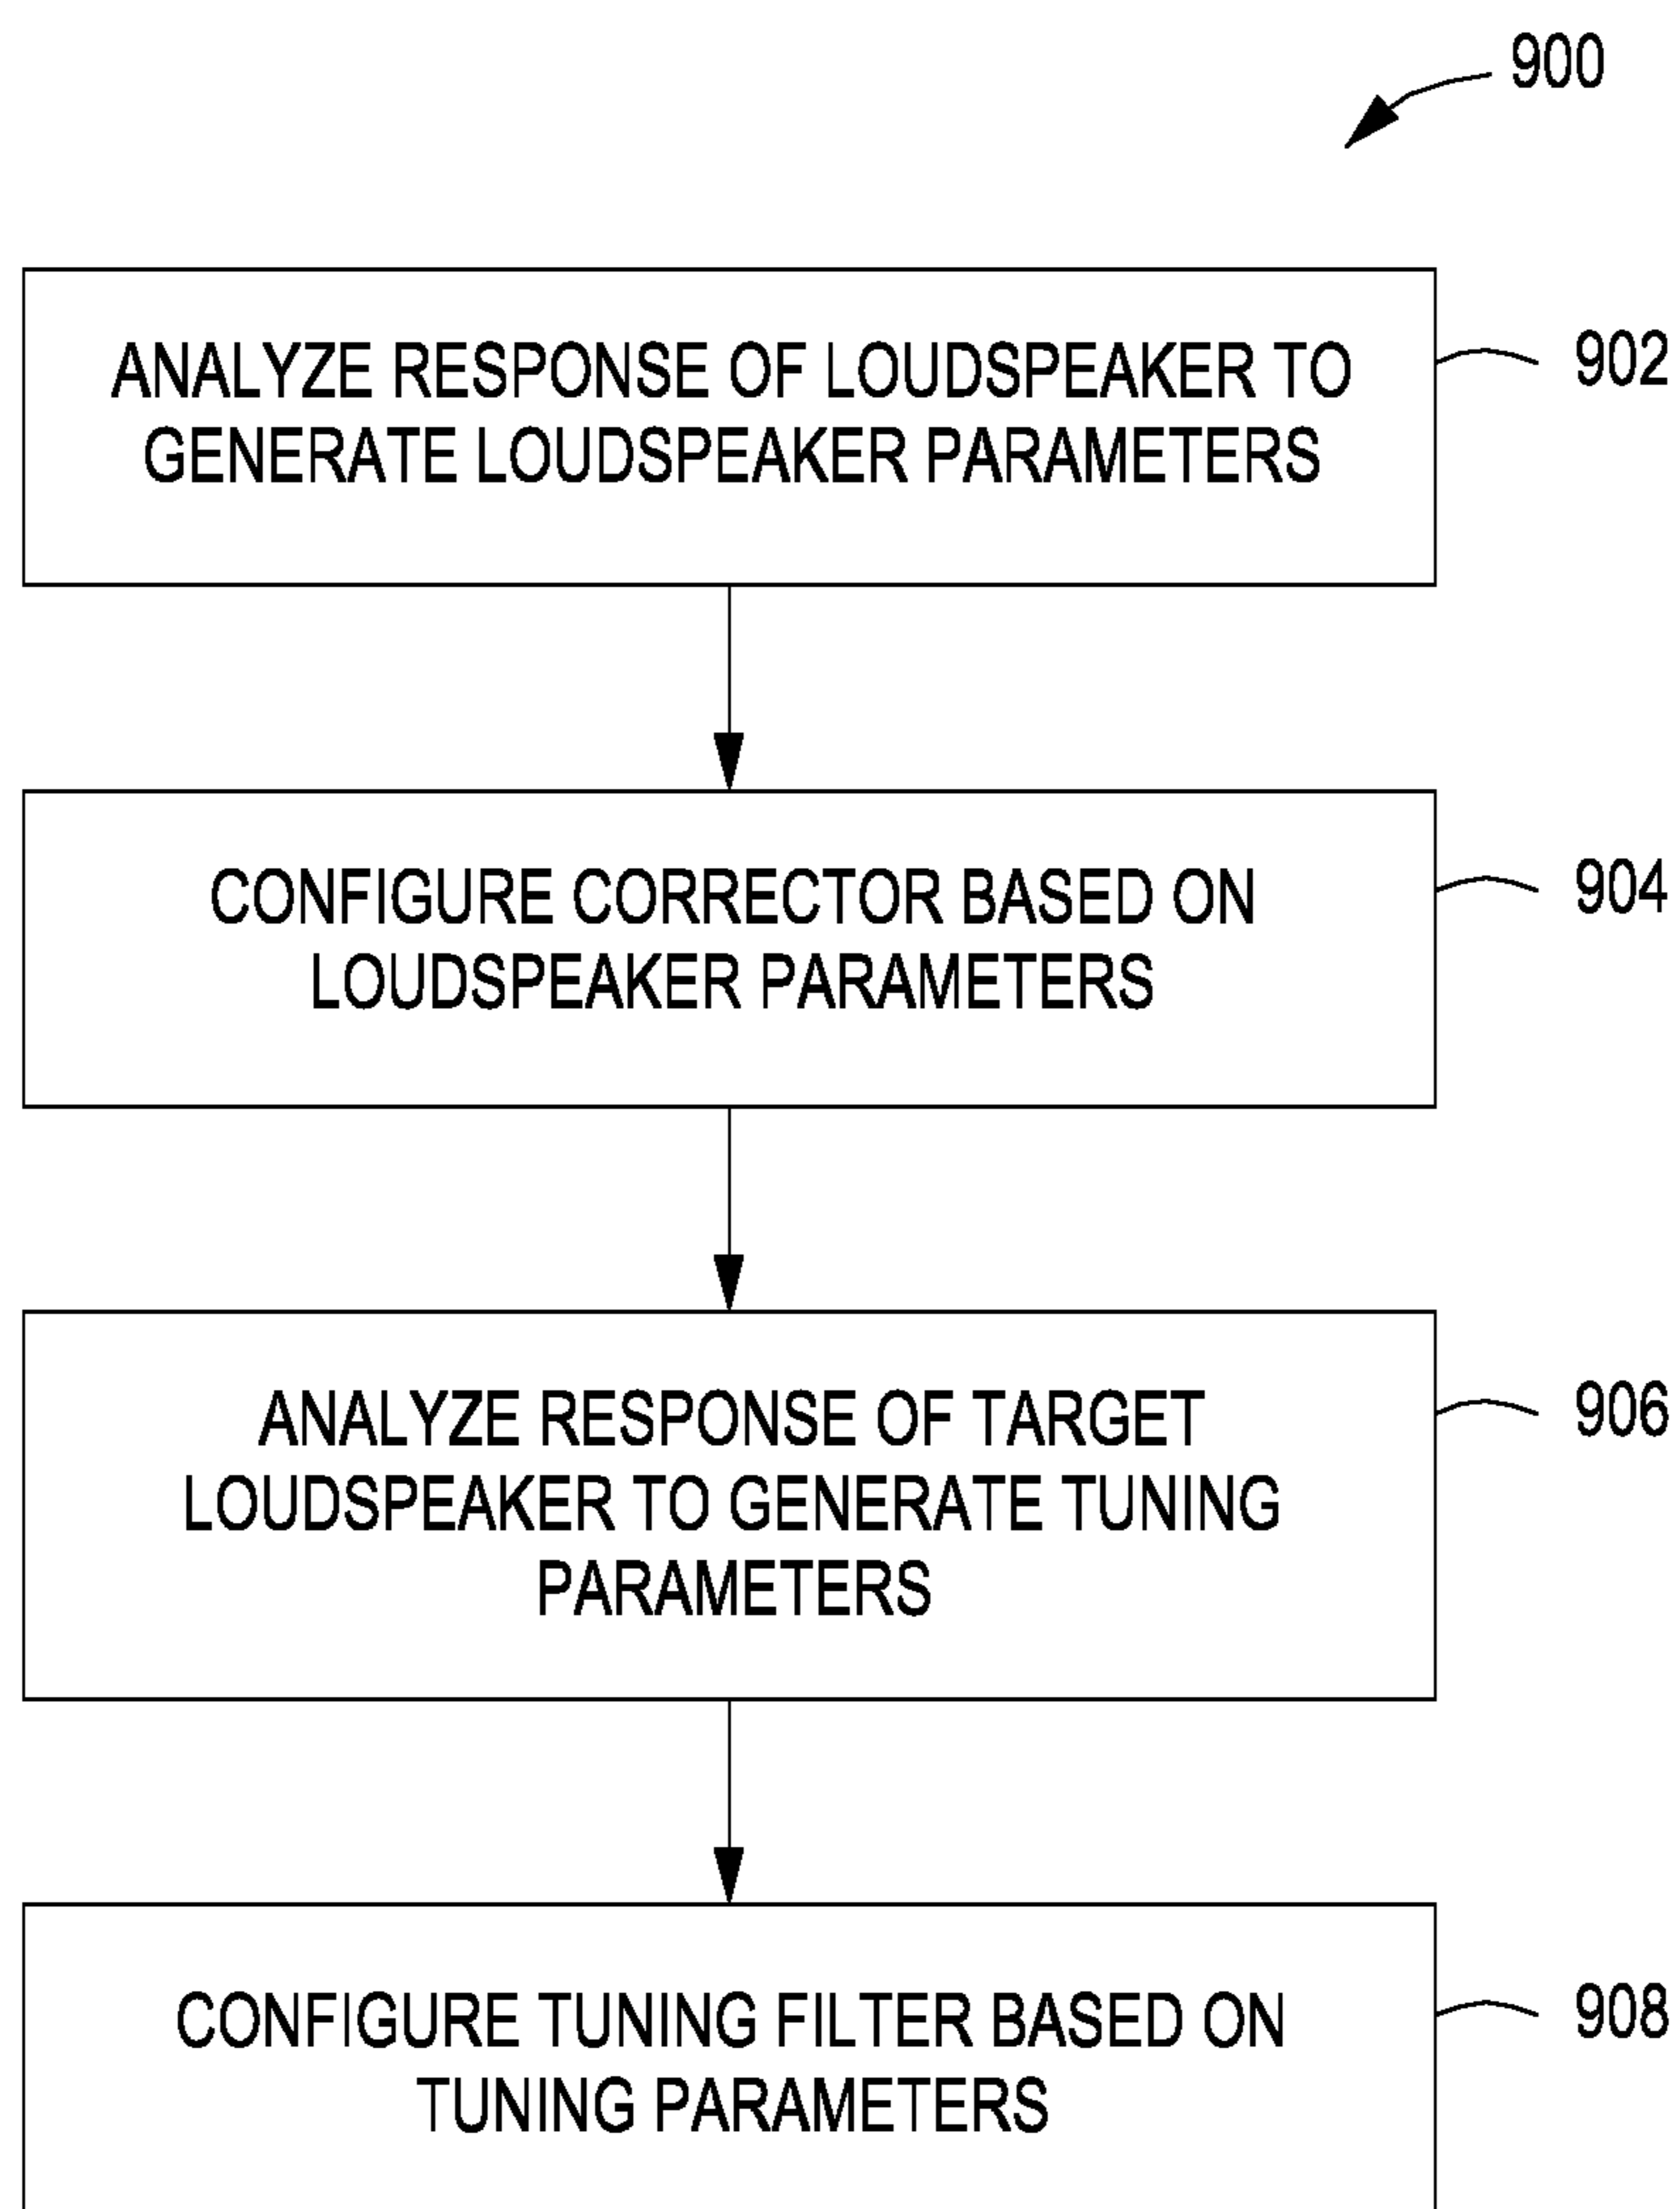 900
ANALYZE RESPONSE OF LOUDSPEAKER TO
GENERATE LOUDSPEAKER PARAMETERS
902
CONFIGURE CORRECTOR BASED ON
LOUDSPEAKER PARAMETERS
904
ANALYZE RESPONSE OF TARGET
LOUDSPEAKER TO GENERATE TUNING
PARAMETERS
906
CONFIGURE TUNING FILTER BASED ON
TUNING PARAMETERS
908